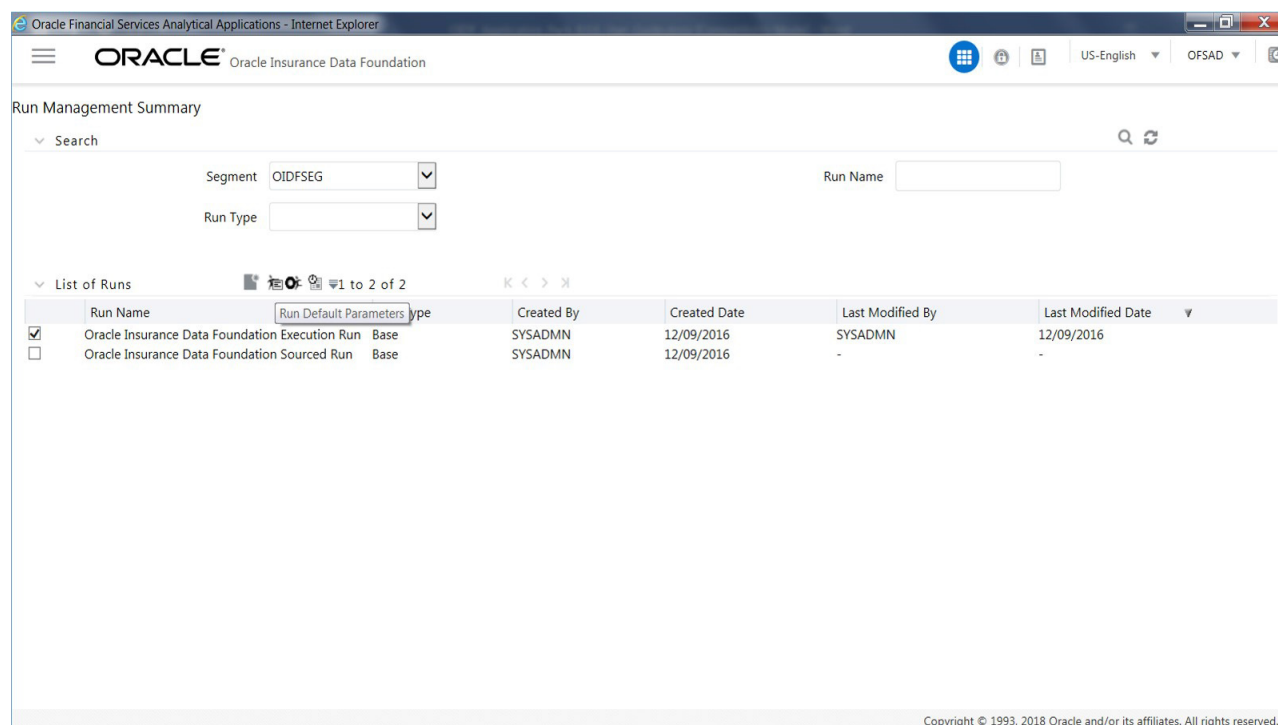 Oracle Financial Services Analytical Applications - Internet Explorer
ORACLE® Oracle Insurance Data Foundation
US-English
OFSAD
Run Management Summary
Search
Segment OIDFSEG
Run Name
Run Type
List of Runs
1 to 2 of 2
Run Name
Run Default Parameters
ype
Created By
Created Date
Last Modified By
Last Modified Date
Oracle Insurance Data Foundation Execution Run Base SYSADMN 12/09/2016 SYSADMN 12/09/2016
Oracle Insurance Data Foundation Sourced Run Base SYSADMN 12/09/2016 - -
Copyright © 1993, 2018 Oracle and/or its affiliates. All rights reserved.